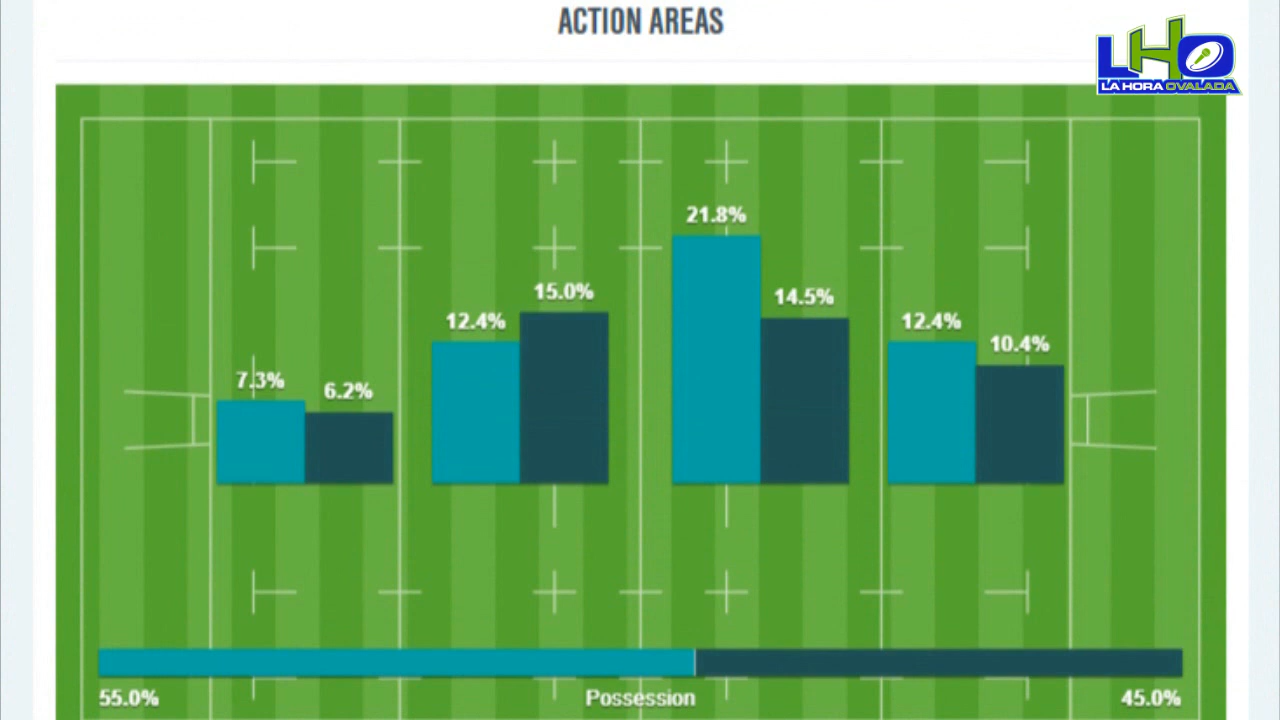 ACTION AREAS
LHO
LA HORA OVALADA
21.8%
15.0%
14.5%
12.4%
12.4%
10.4%
7.3%
6.2%
55.0%
Possession
45.0%